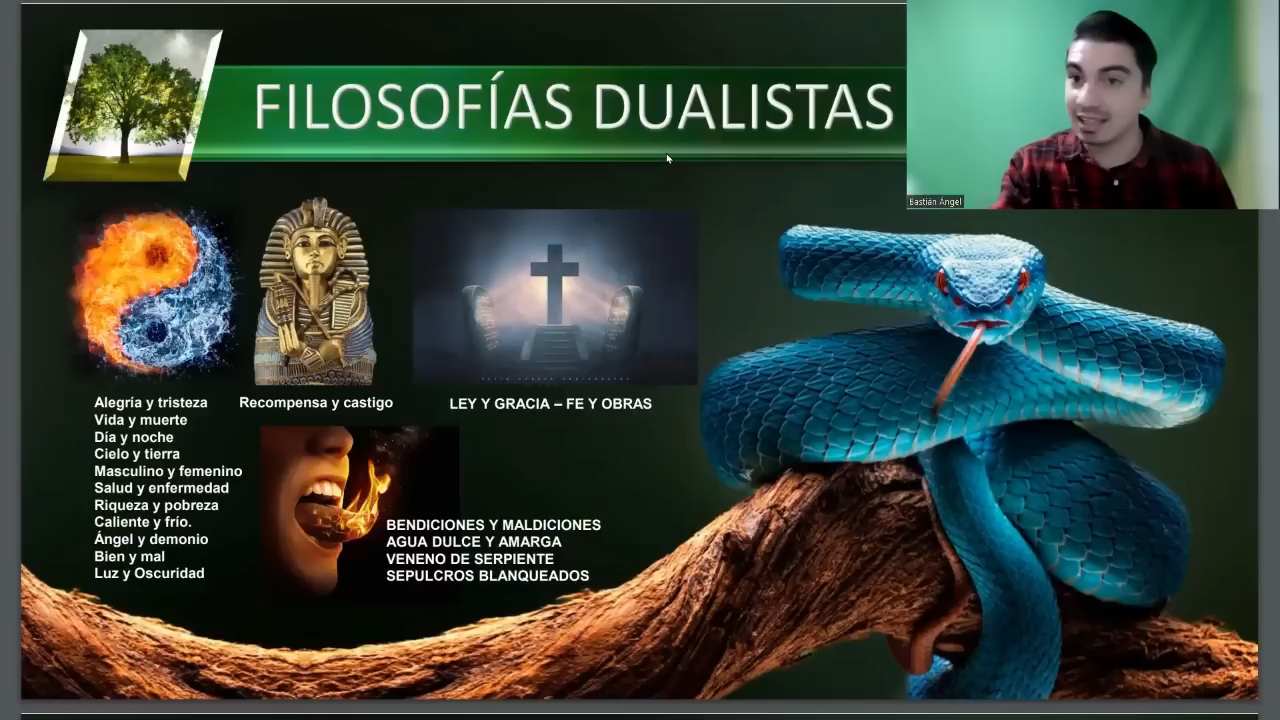 FILOSOFÍAS DUALISTAS
Bastián Ángel
Alegría y tristeza
Vida y muerte
Día y noche
Cielo y tierra
Masculino y femenino
Salud y enfermedad
Riqueza y pobreza
Caliente y frío.
Ángel y demonio
Bien y mal
Luz y Oscuridad
Recompensa y castigo
LEY Y GRACIA – FE Y OBRAS
BENDICIONES Y MALDICIONES
AGUA DULCE Y AMARGA
VENENO DE SERPIENTE
SEPULCROS BLANQUEADOS